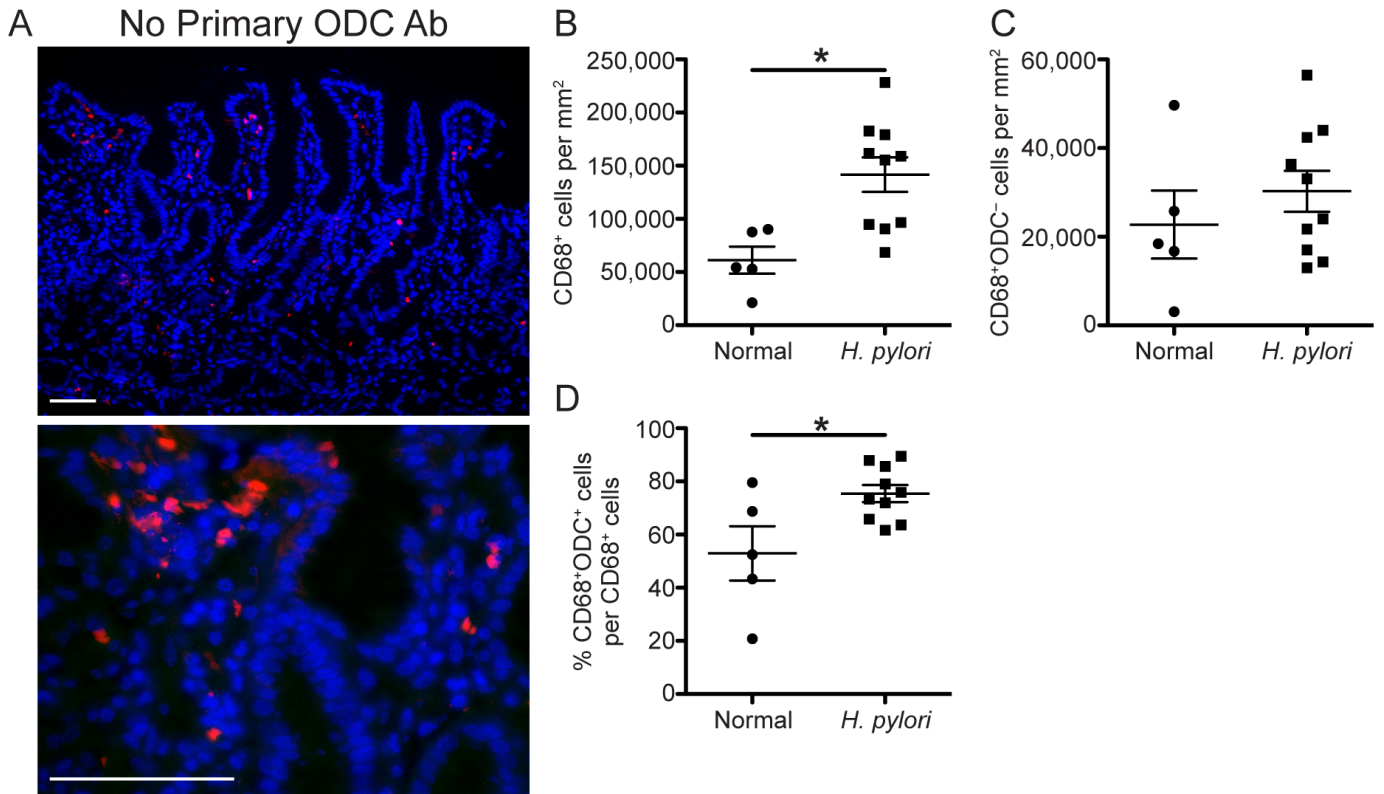 A
No Primary ODC Ab
B
CD68⁺ cells per mm²
250,000
200,000
150,000
100,000
50,000
0
*
Normal
H. pylori
C
CD68⁺ODC⁻ cells per mm²
60,000
40,000
20,000
0
Normal
H. pylori
D
% CD68⁺ODC⁺ cells
per CD68⁺ cells
100
80
60
40
20
0
*
Normal
H. pylori